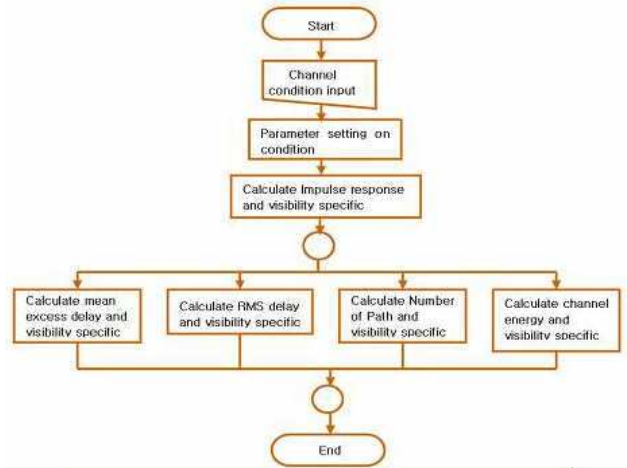 Start
Channel
condition input
Parameter setting on
condition
Calculate Impulse response
and visibility specific
Calculate mean
excess delay and
visibility specific
Calculate RMS delay
and visibility specific
Calculate Number
of Path and
visibility specific
Calculate channel
energy and
visibility specific
End